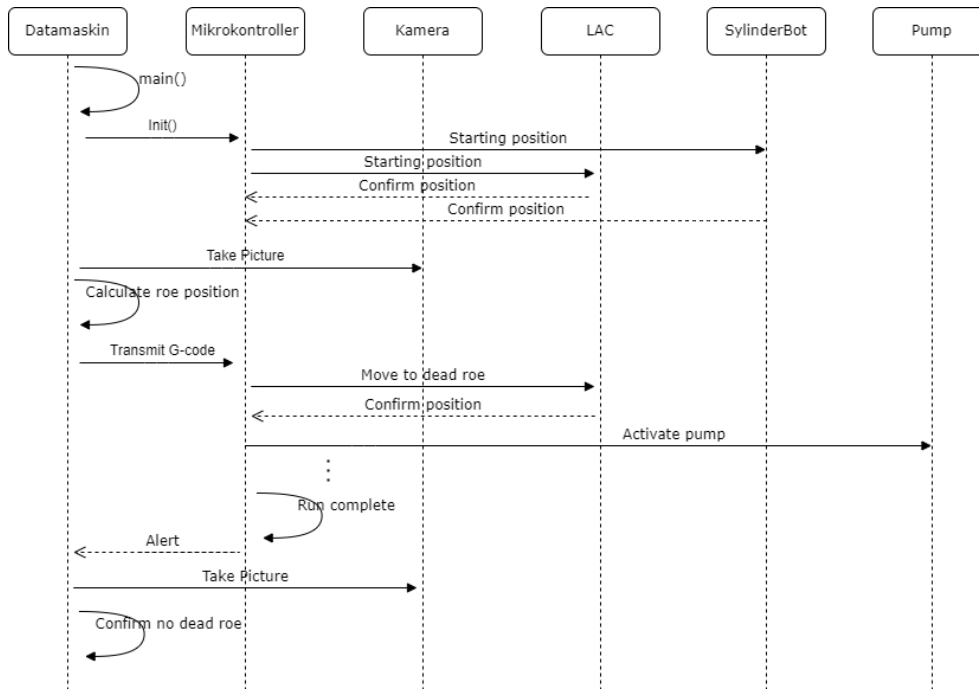 Datamaskin
Mikrokontroller
Kamera
LAC
SylinderBot
Pump
main()
Init()
Starting position
Starting position
Confirm position
Confirm position
Take Picture
Calculate roe position
Transmit G-code
Move to dead roe
Confirm position
Activate pump
⋮
Run complete
Alert
Take Picture
Confirm no dead roe